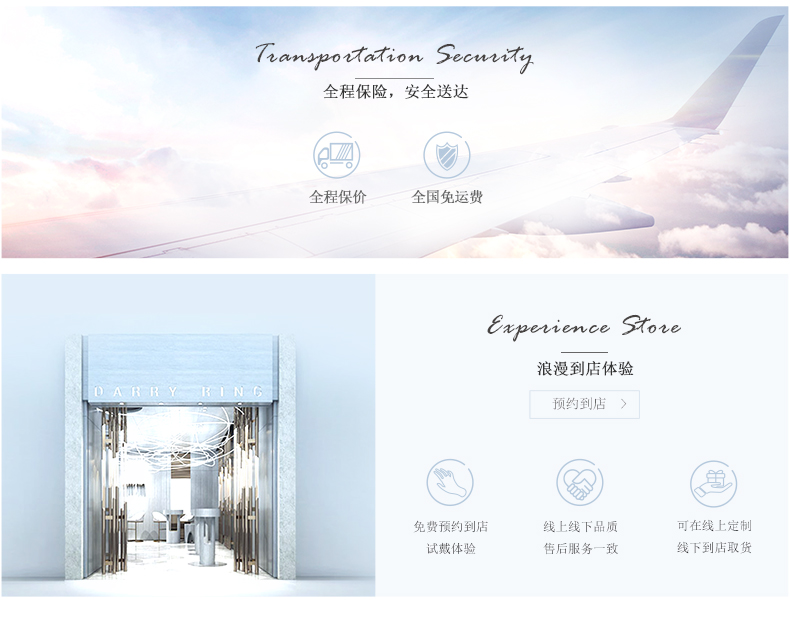 Transportation Security
全程保险，安全送达
全程保价
全国免运费
DARRY RING
Experience Store
浪漫到店体验
预约到店 >
免费预约到店
试戴体验
线上线下品质
售后服务一致
可在线上定制
线下到店取货